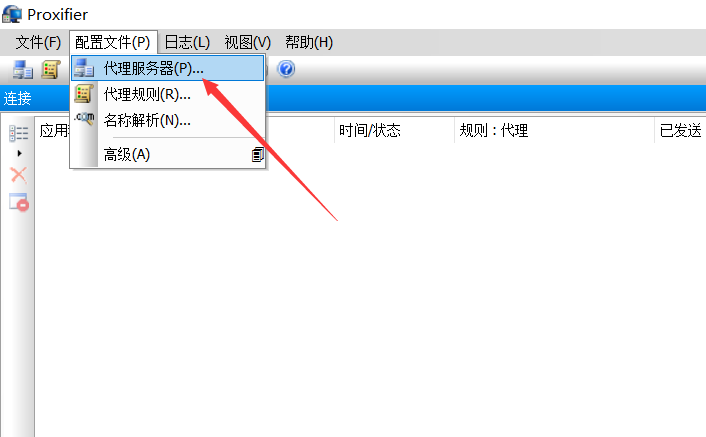 Proxifier
文件(F) 配置文件(P) 日志(L) 视图(V) 帮助(H)
代理服务器(P)...
连接
代理规则(R)...
名称解析(N)...
.com
应用 时间/状态 规则 : 代理 已发送
高级(A)